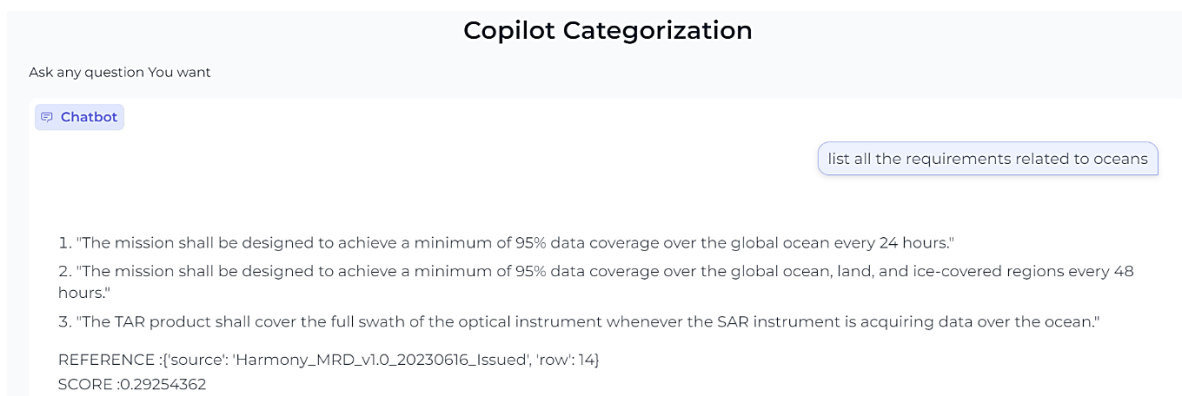 Copilot Categorization
Ask any question You want
Chatbot
list all the requirements related to oceans
1. "The mission shall be designed to achieve a minimum of 95% data coverage over the global ocean every 24 hours."
2. "The mission shall be designed to achieve a minimum of 95% data coverage over the global ocean, land, and ice-covered regions every 48
hours."
3. "The TAR product shall cover the full swath of the optical instrument whenever the SAR instrument is acquiring data over the ocean."
REFERENCE :{'source': 'Harmony_MRD_v1.0_20230616_Issued', 'row': 14}
SCORE :0.29254362